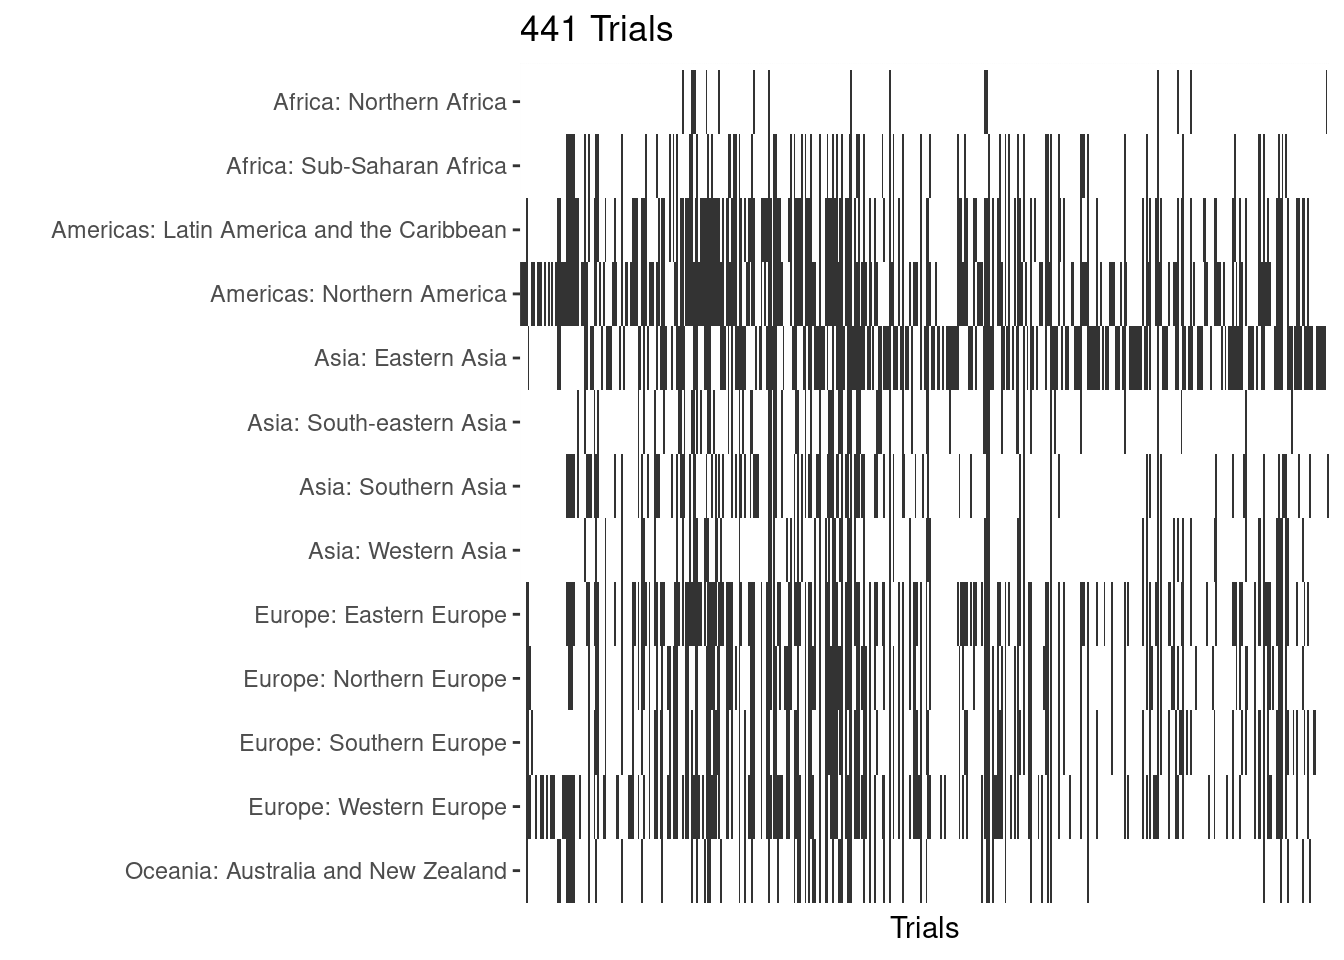 441 Trials
Africa: Northern Africa
Africa: Sub-Saharan Africa
Americas: Latin America and the Caribbean
Americas: Northern America
Asia: Eastern Asia
Asia: South-eastern Asia
Asia: Southern Asia
Asia: Western Asia
Europe: Eastern Europe
Europe: Northern Europe
Europe: Southern Europe
Europe: Western Europe
Oceania: Australia and New Zealand
Trials